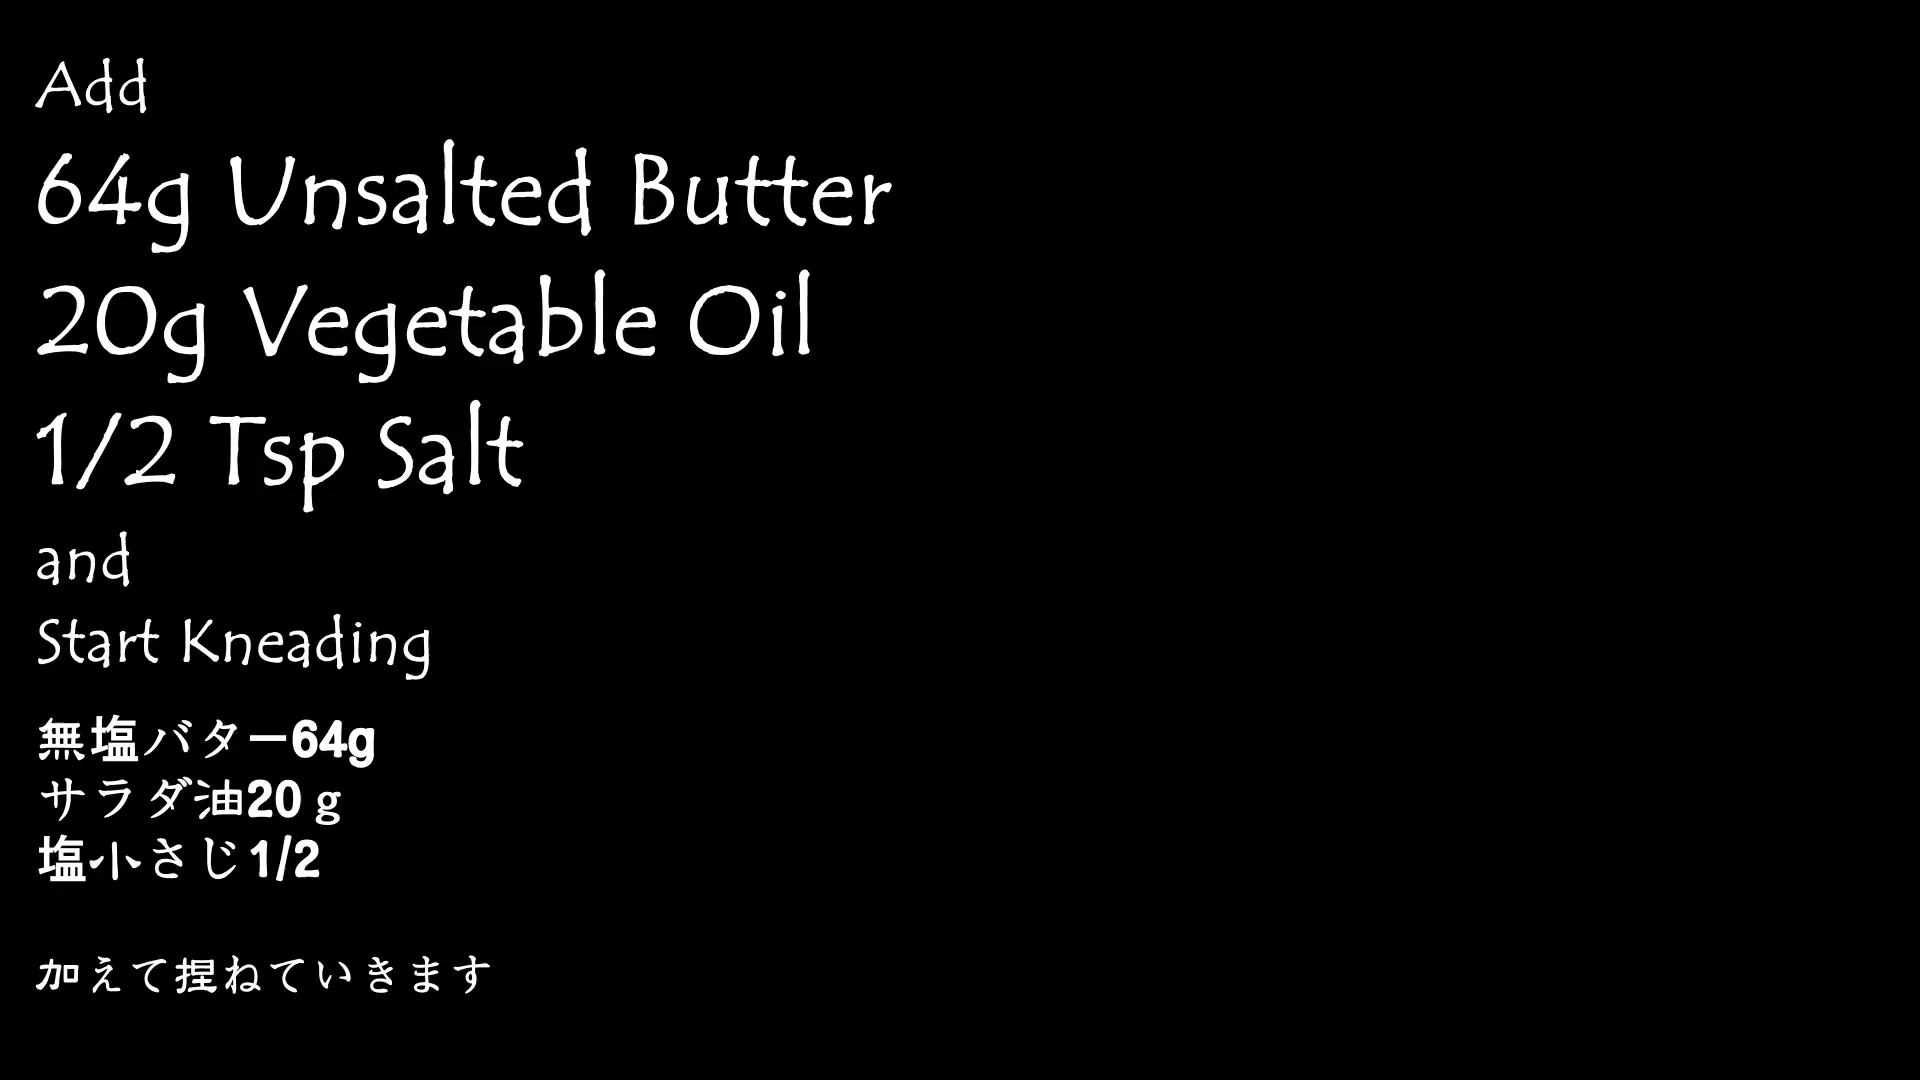 Add
64g Unsalted Butter
20g Vegetable Oil
1/2 Tsp Salt
and
Start Kneading
無塩バター64g
サラダ油20ｇ
塩小さじ1/2
加えて捏ねていきます